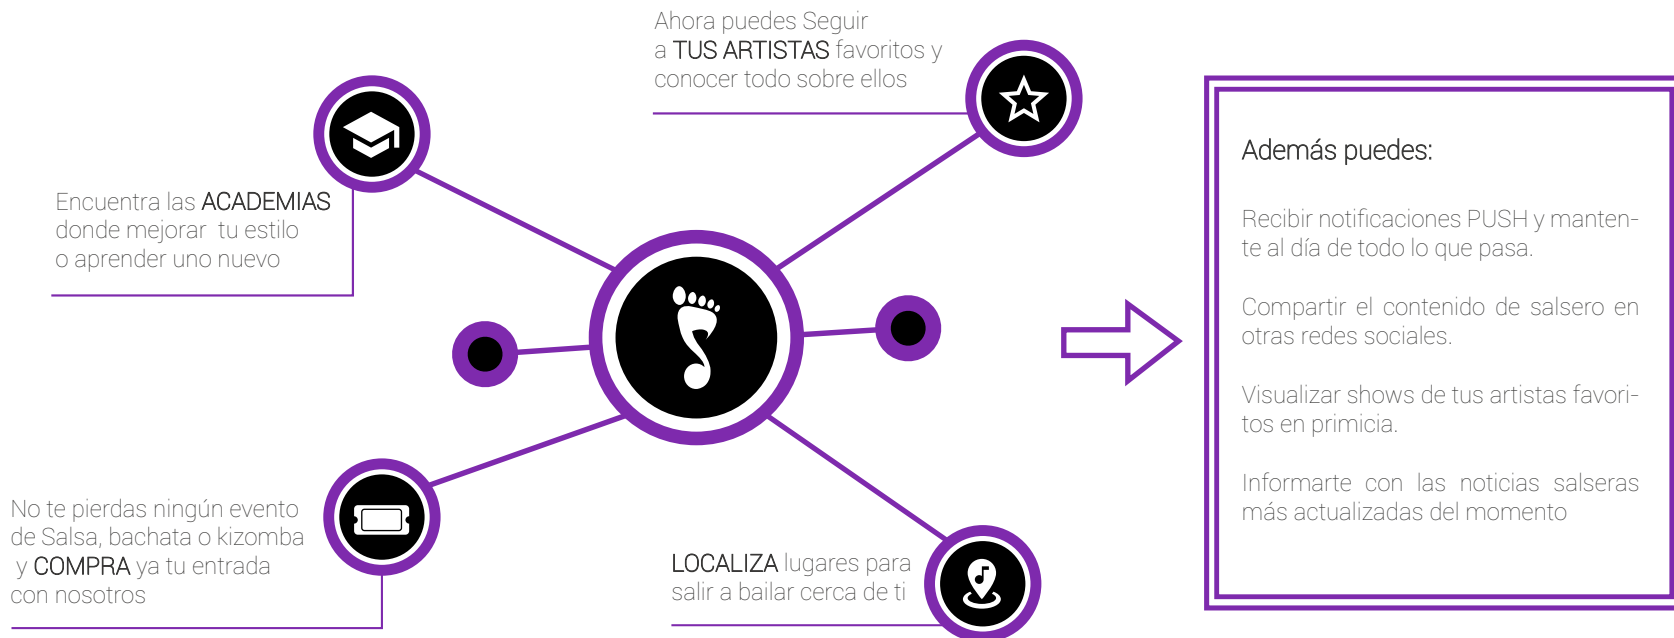 Ahora puedes Seguir
a TUS ARTISTAS favoritos y
conocer todo sobre ellos
Encuentra las ACADEMIAS
donde mejorar tu estilo
o aprender uno nuevo
No te pierdas ningún evento
de Salsa, bachata o kizomba
y COMPRA ya tu entrada
con nosotros
LOCALIZA lugares para
salir a bailar cerca de ti
Además puedes:
Recibir notificaciones PUSH y manten-
te al día de todo lo que pasa.
Compartir el contenido de salsero en
otras redes sociales.
Visualizar shows de tus artistas favori-
tos en primicia.
Informarte con las noticias salseras
más actualizadas del momento